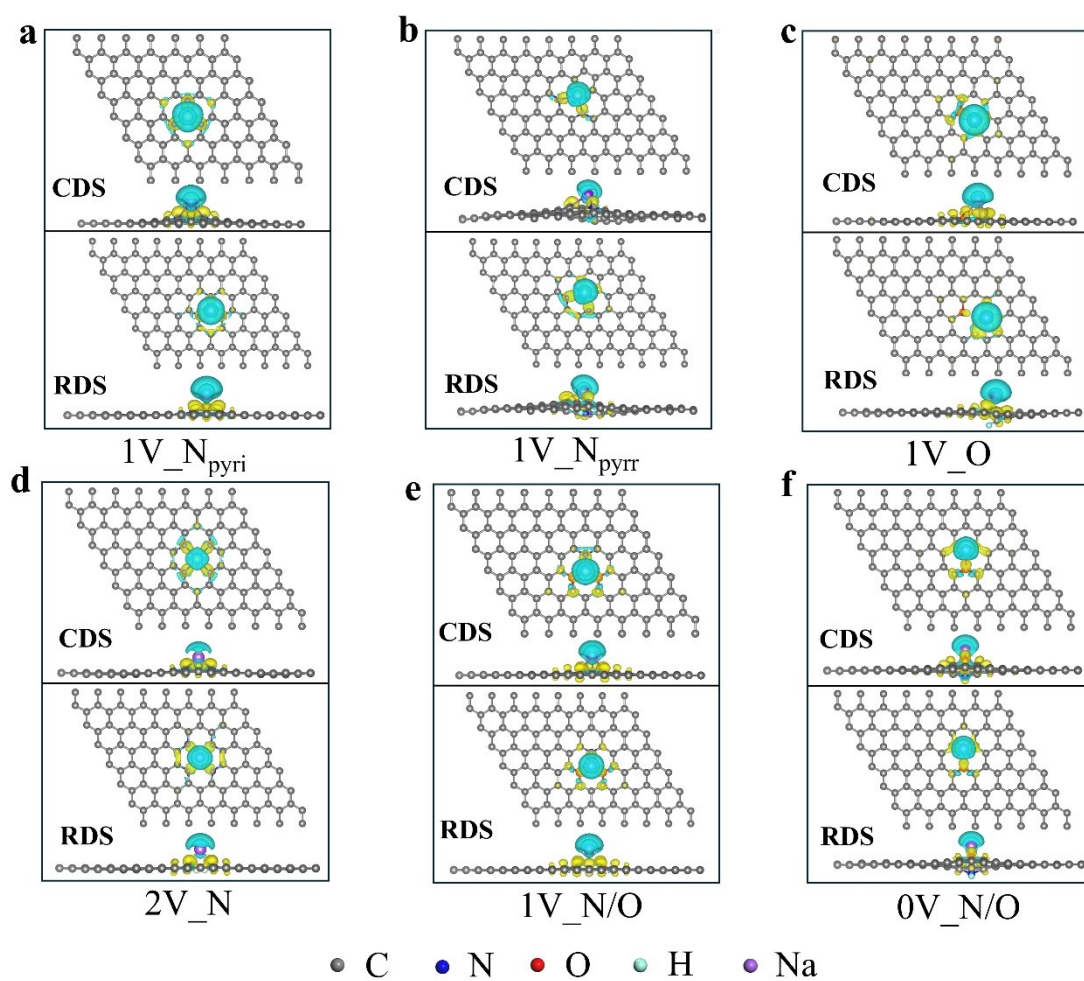 a
CDS
RDS
1V_Npyri
b
CDS
RDS
1V_Npyrr
c
CDS
RDS
1V_O
d
CDS
RDS
2V_N
e
CDS
RDS
1V_N/O
f
CDS
RDS
0V_N/O
C N O H Na